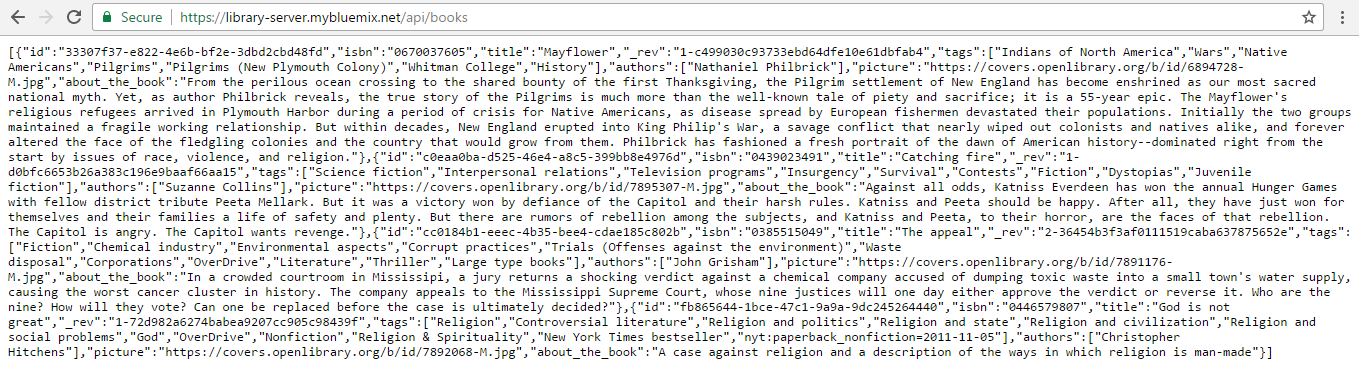 Secure https://library-server.mybluemix.net/api/books
[{"id":"33307f37-e822-4e6b-bf2e-3dbd2cbd48fd","isbn":"0670037605","title":"Mayflower","_rev":"1-c499030c93733ebd64dfe10e61dbfab4","tags":["Indians of North America","Wars","Native
Americans","Pilgrims","Pilgrims (New Plymouth Colony)","Whitman College","History"],"authors":["Nathaniel Philbrick"],"picture":"https://covers.openlibrary.org/b/id/6894728-
M.jpg","about_the_book":"From the perilous ocean crossing to the shared bounty of the first Thanksgiving, the Pilgrim settlement of New England has become enshrined as our most sacred
national myth. Yet, as author Philbrick reveals, the true story of the Pilgrims is much more than the well-known tale of piety and sacrifice; it is a 55-year epic. The Mayflower's
religious refugees arrived in Plymouth Harbor during a period of crisis for Native Americans, as disease spread by European fishermen devastated their populations. Initially the two groups
maintained a fragile working relationship. But within decades, New England erupted into King Philip's War, a savage conflict that nearly wiped out colonists and natives alike, and forever
altered the face of the fledgling colonies and the country that would grow from them. Philbrick has fashioned a fresh portrait of the dawn of American history--dominated right from the
start by issues of race, violence, and religion."},{"id":"c0eaa0ba-d525-46e4-a8c5-399bb8e4976d","isbn":"0439023491","title":"Catching fire","_rev":"1-
d0bfc6653b26a383c196e9baaf66aa15","tags":["Science fiction","Interpersonal relations","Television programs","Insurgency","Survival","Contests","Fiction","Dystopias","Juvenile
fiction"],"authors":["Suzanne Collins"],"picture":"https://covers.openlibrary.org/b/id/7895307-M.jpg","about_the_book":"Against all odds, Katniss Everdeen has won the annual Hunger Games
with fellow district tribute Peeta Mellark. But it was a victory won by defiance of the Capitol and their harsh rules. Katniss and Peeta should be happy. After all, they have just won for
themselves and their families a life of safety and plenty. But there are rumors of rebellion among the subjects, and Katniss and Peeta, to their horror, are the faces of that rebellion.
The Capitol is angry. The Capitol wants revenge."},{"id":"cc0184b1-eeec-4b35-bee4-cdae185c802b","isbn":"0385515049","title":"The appeal","_rev":"2-36454b3f3af0111519caba637875652e","tags":
["Fiction","Chemical industry","Environmental aspects","Corrupt practices","Trials (Offenses against the environment)","Waste
disposal","Corporations","OverDrive","Literature","Thriller","Large type books"],"authors":["John Grisham"],"picture":"https://covers.openlibrary.org/b/id/7891176-
M.jpg","about_the_book":"In a crowded courtroom in Mississipi, a jury returns a shocking verdict against a chemical company accused of dumping toxic waste into a small town's water supply,
causing the worst cancer cluster in history. The company appeals to the Mississippi Supreme Court, whose nine justices will one day either approve the verdict or reverse it. Who are the
nine? How will they vote? Can one be replaced before the case is ultimately decided?"},{"id":"fb865644-1bce-47c1-9a9a-9dc245264440","isbn":"0446579807","title":"God is not
great","_rev":"1-72d982a6274babea9207cc905c98439f","tags":["Religion","Controversial literature","Religion and politics","Religion and state","Religion and civilization","Religion and
social problems","God","OverDrive","Nonfiction","Religion & Spirituality","New York Times bestseller","nyt:paperback_nonfiction=2011-11-05"],"authors":["Christopher
Hitchens"],"picture":"https://covers.openlibrary.org/b/id/7892068-M.jpg","about_the_book":"A case against religion and a description of the ways in which religion is man-made"}]